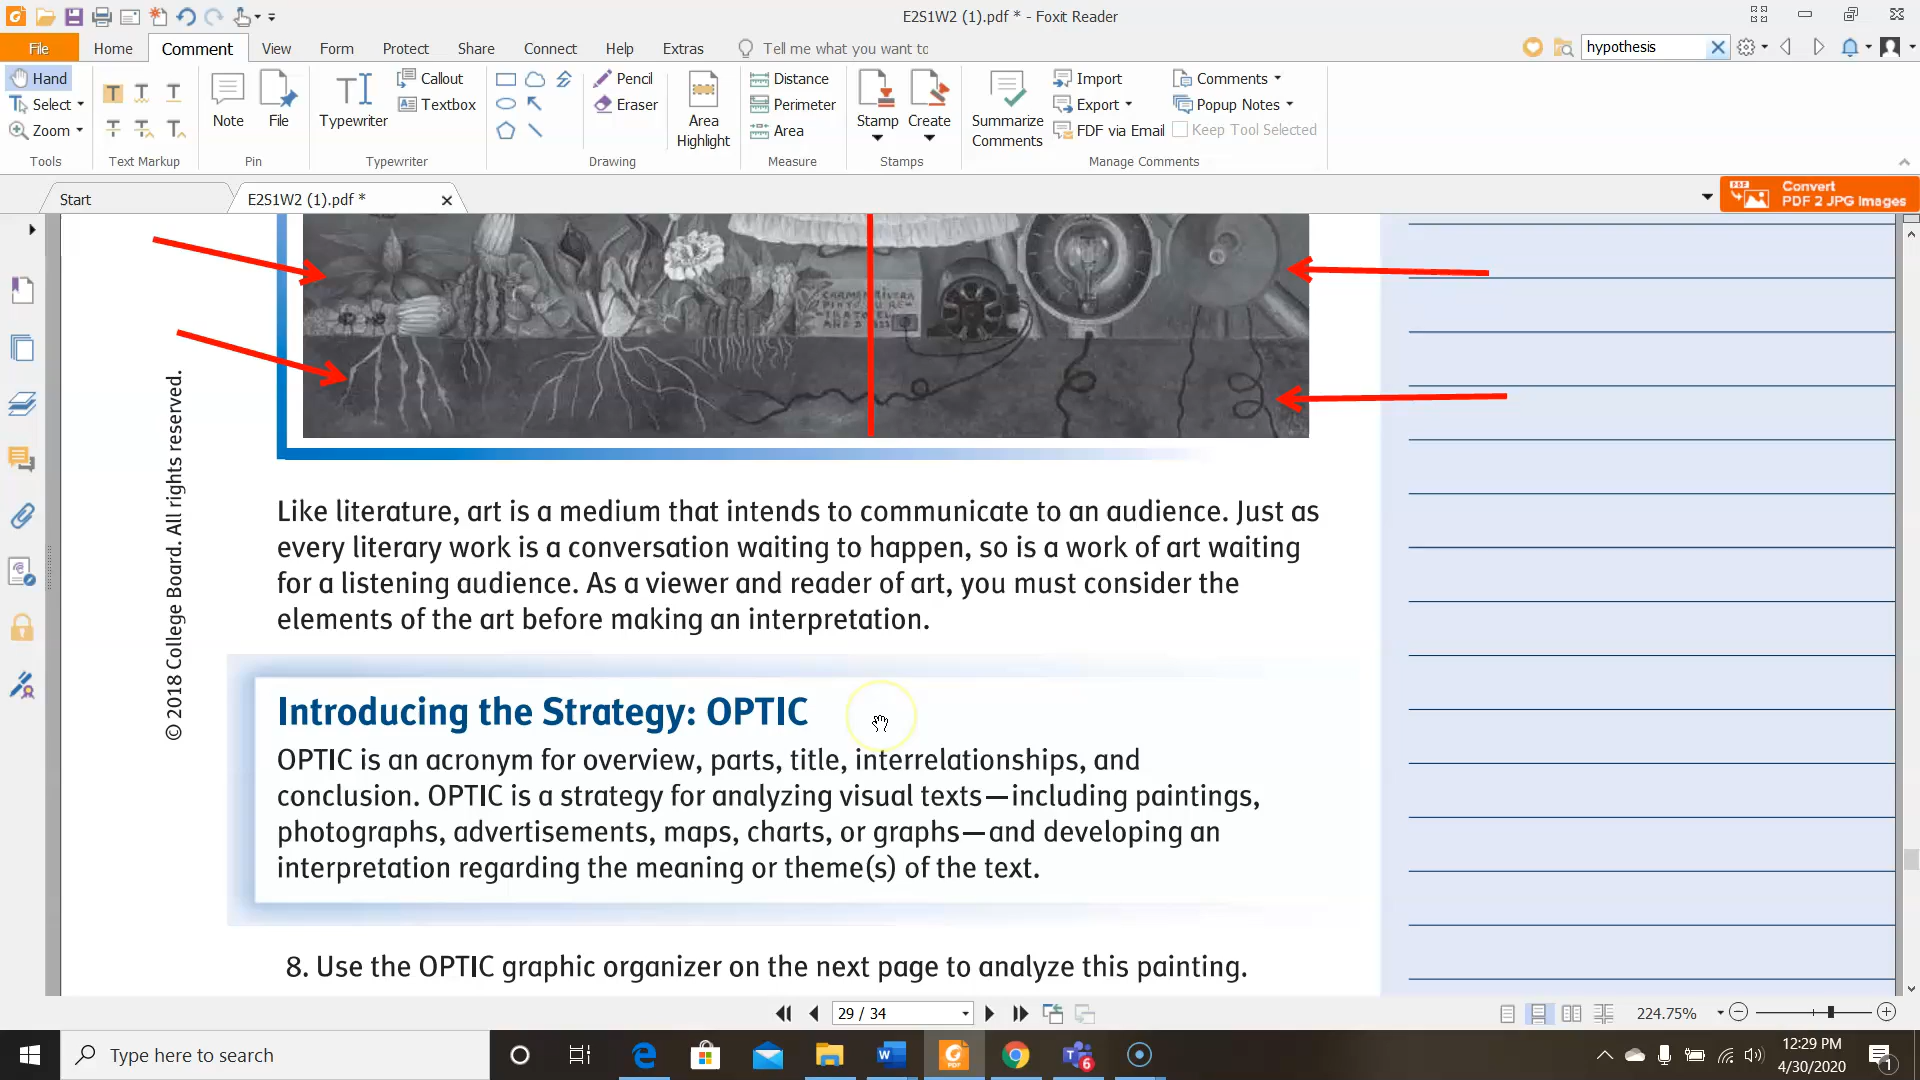 E2S1W2 (1).pdf * - Foxit Reader
File Home Comment View Form Protect Share Connect Help Extras Tell me what you want to hypothesis
Hand Select Zoom Tools
Text Markup
Note File Pin
Typewriter Callout Textbox Typewriter
Pencil Eraser Area Highlight Drawing
Distance Perimeter Area Measure
Stamp Create Stamps
Summarize Comments Import Export FDF via Email Comments Popup Notes Keep Tool Selected Manage Comments
Start E2S1W2 (1).pdf *
PDF Convert
PDF 2 JPG Images
CARMEN RIVERA
© 2018 College Board. All rights reserved.
Like literature, art is a medium that intends to communicate to an audience. Just as
every literary work is a conversation waiting to happen, so is a work of art waiting
for a listening audience. As a viewer and reader of art, you must consider the
elements of the art before making an interpretation.
Introducing the Strategy: OPTIC
OPTIC is an acronym for overview, parts, title, interrelationships, and
conclusion. OPTIC is a strategy for analyzing visual texts—including paintings,
photographs, advertisements, maps, charts, or graphs—and developing an
interpretation regarding the meaning or theme(s) of the text.
8. Use the OPTIC graphic organizer on the next page to analyze this painting.
29 / 34
224.75%
Type here to search
6
12:29 PM
4/30/2020
1